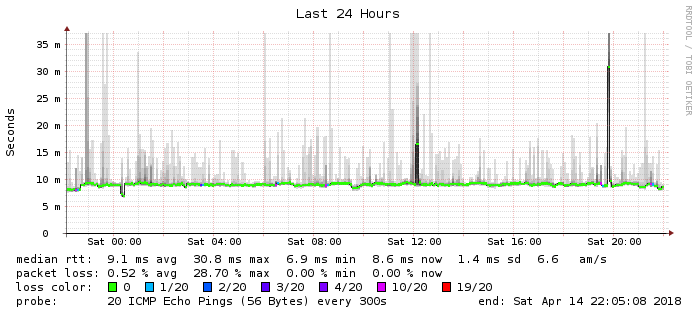 Last 24 Hours
RRDTOOL / TOBI OETIKER
Seconds
35 m
30 m
25 m
20 m
15 m
10 m
5 m
0
Sat 00:00 Sat 04:00 Sat 08:00 Sat 12:00 Sat 16:00 Sat 20:00
median rtt: 9.1 ms avg 30.8 ms max 6.9 ms min 8.6 ms now 1.4 ms sd 6.6 am/s
packet loss: 0.52 % avg 28.70 % max 0.00 % min 0.00 % now
loss color: 0 1/20 2/20 3/20 4/20 10/20 19/20
probe: 20 ICMP Echo Pings (56 Bytes) every 300s end: Sat Apr 14 22:05:08 2018